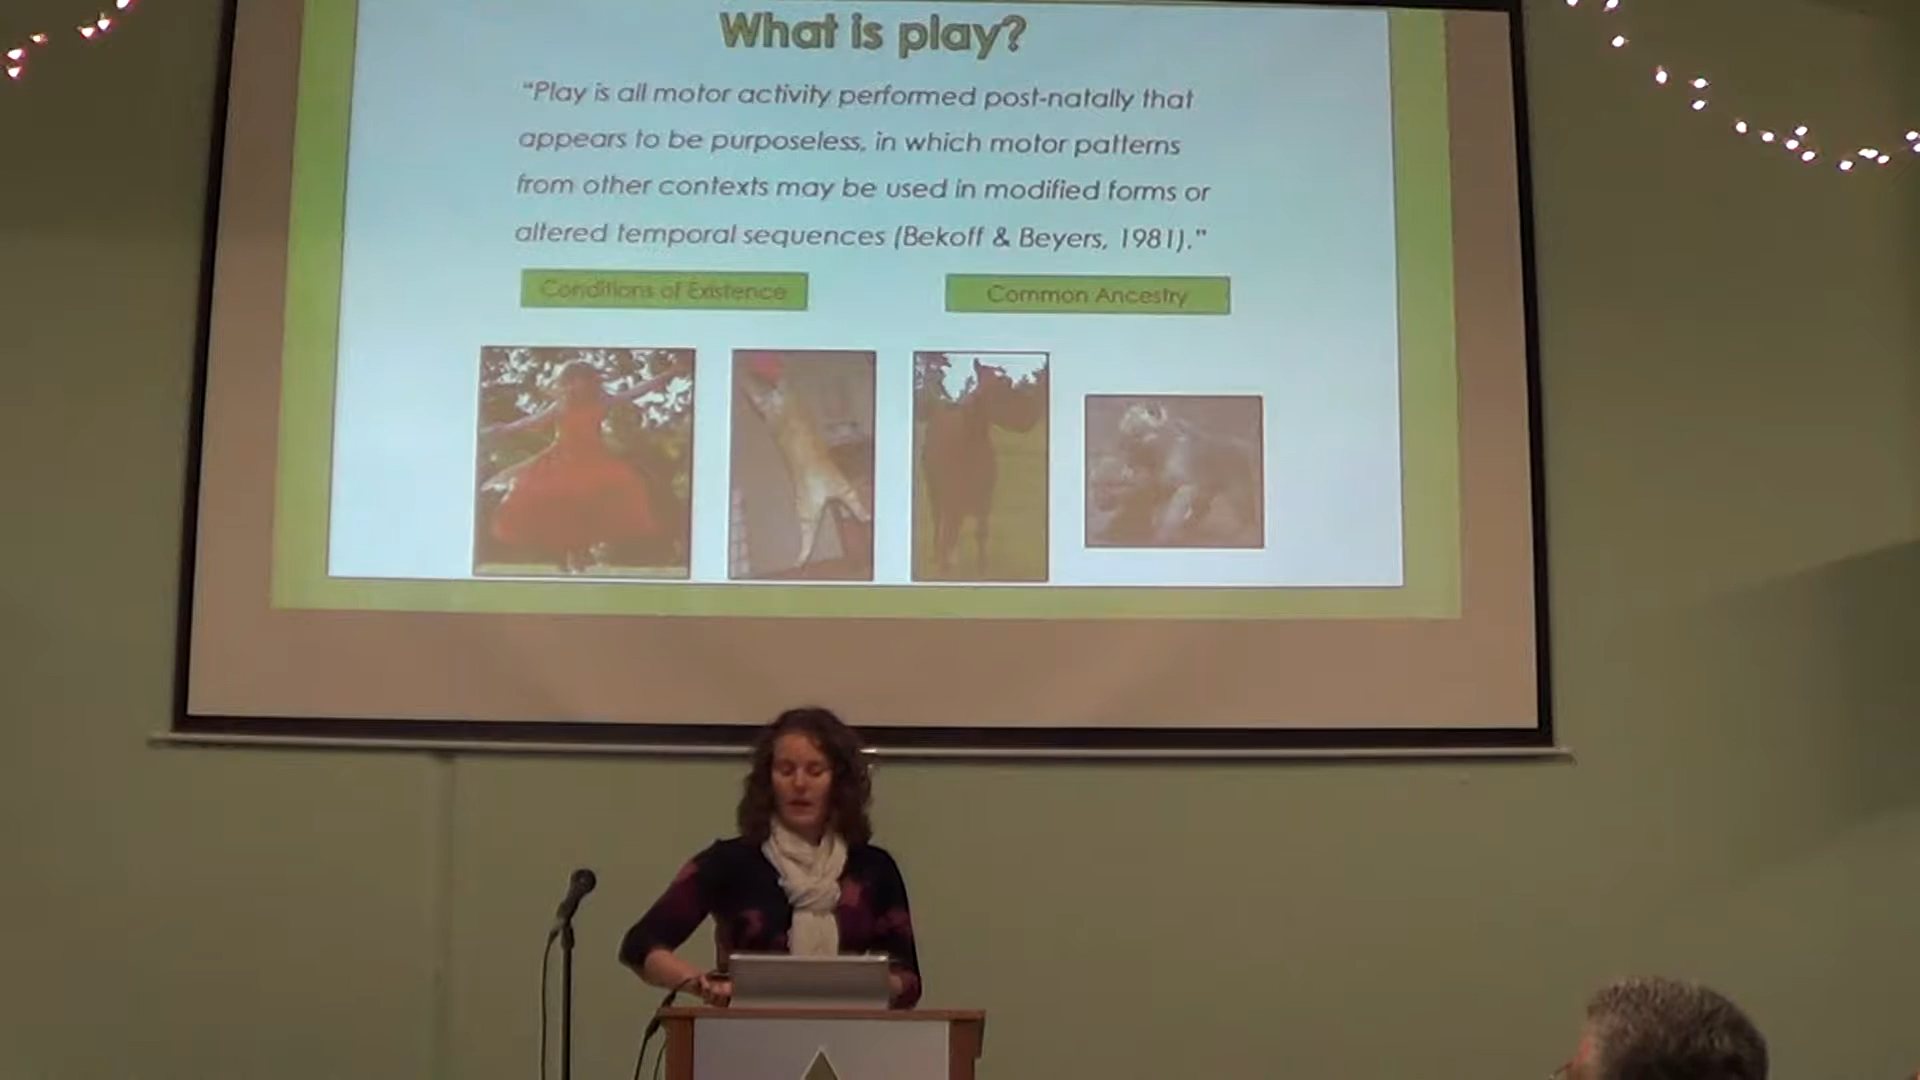 What is play?
“Play is all motor activity performed post-natally that
appears to be purposeless, in which motor patterns
from other contexts may be used in modified forms or
altered temporal sequences (Bekoff & Beyers, 1981).”
Conditions of Existence
Common Ancestry